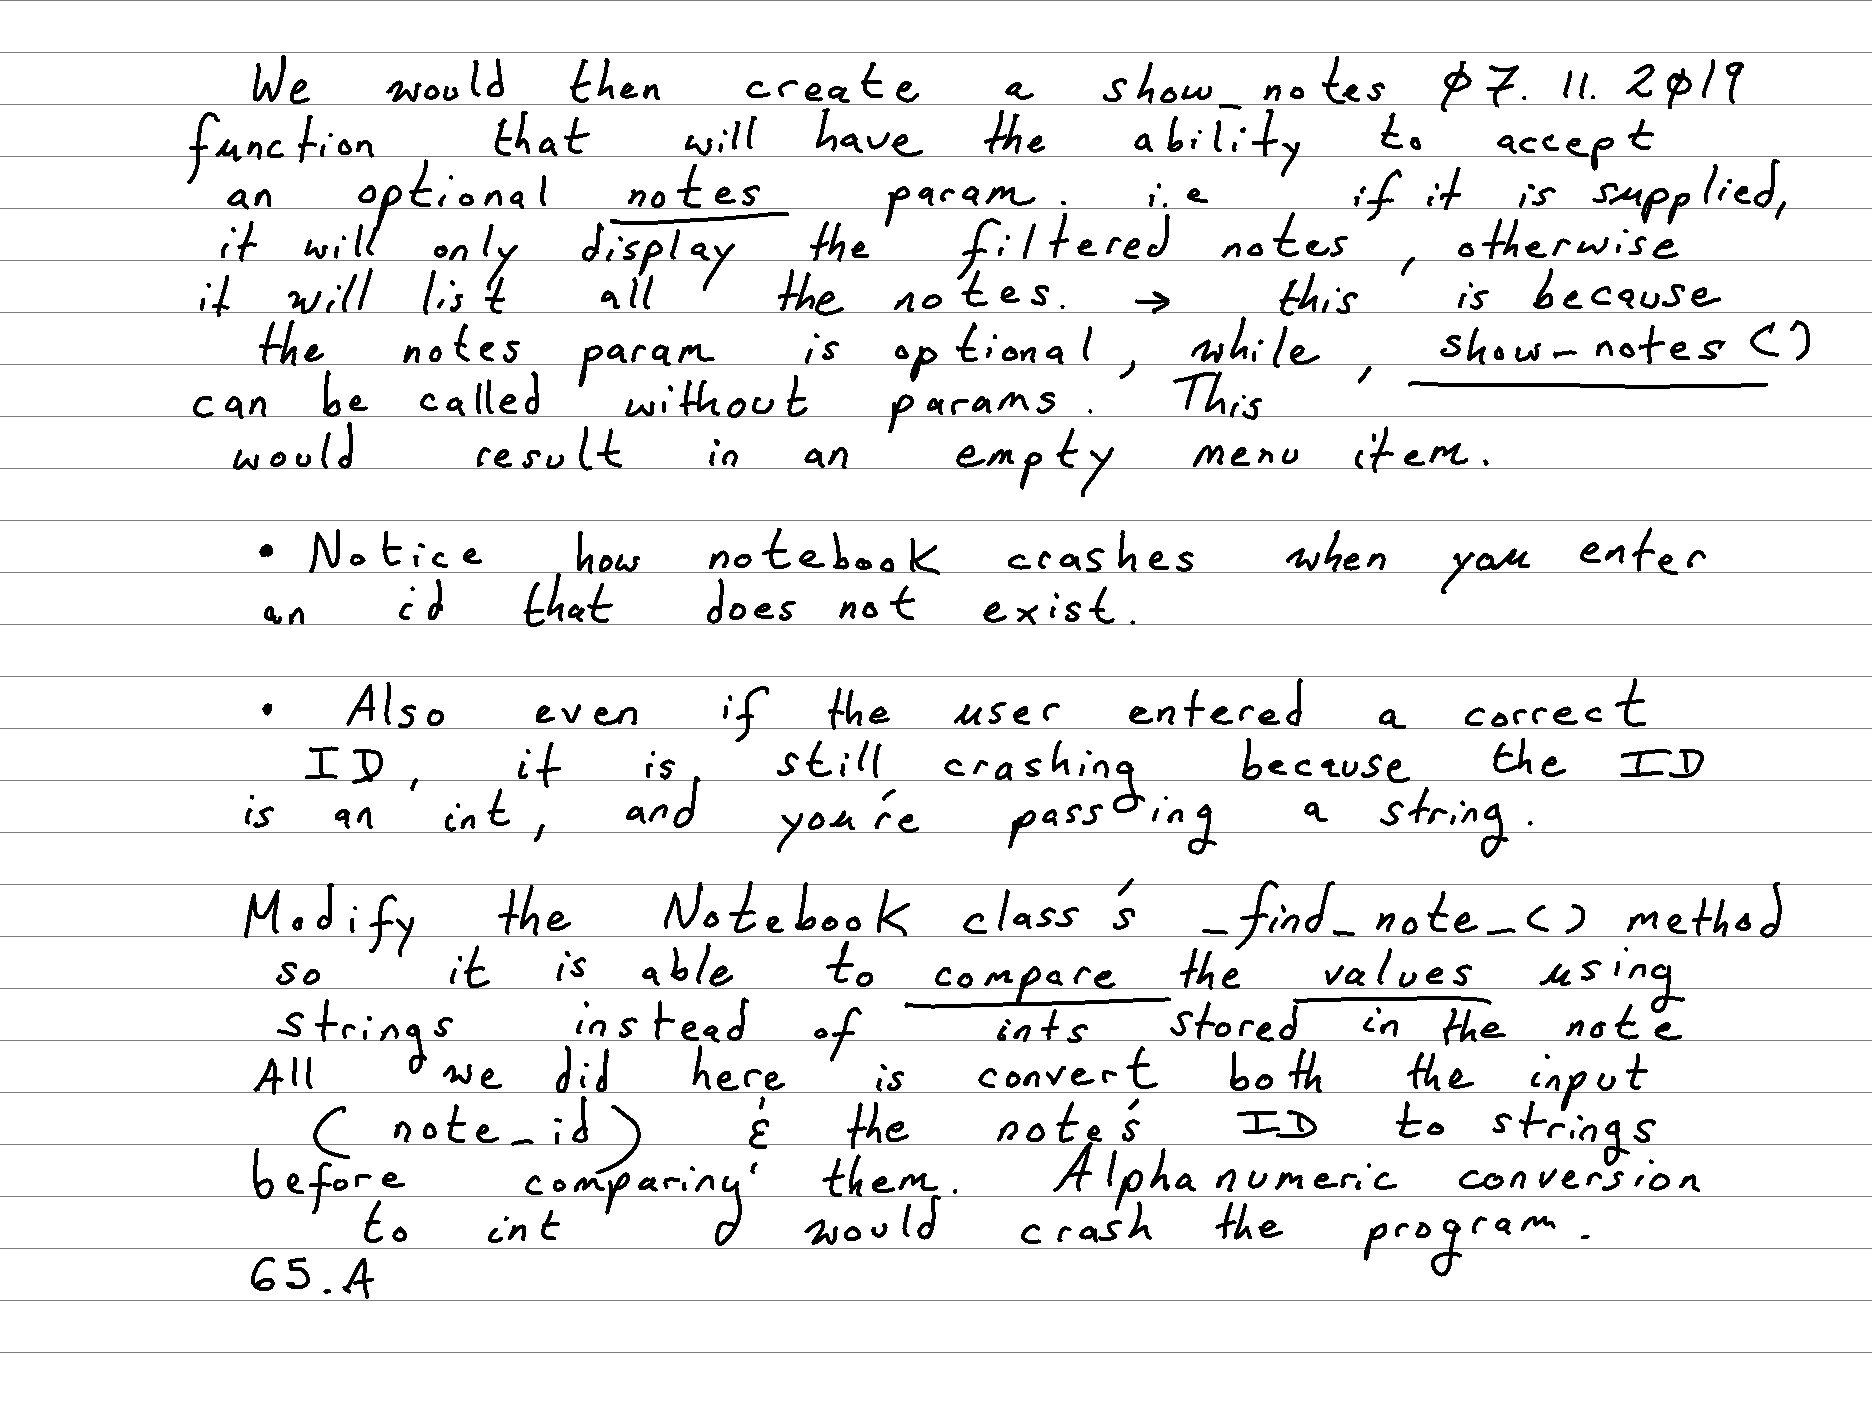 We would then create a show_notes 07.11.2019
function that will have the ability to accept
an optional notes param. i.e if it is supplied,
it will only display the filtered notes, otherwise
it will list all the notes. → this is because
the notes param is optional, while, show_notes()
can be called without params. This
would result in an empty menu item.
• Notice how notebook crashes when you enter
an id that does not exist.
• Also even if the user entered a correct
ID, it is still crashing because the ID
is an int, and you're passing a string.
Modify the Notebook class's _find_note_() method
so it is able to compare the values using
strings instead of ints stored in the note
All we did here is convert both the input
(note_id) & the note's ID to strings
before comparing them. Alphanumeric conversion
to int would crash the program.
65.A